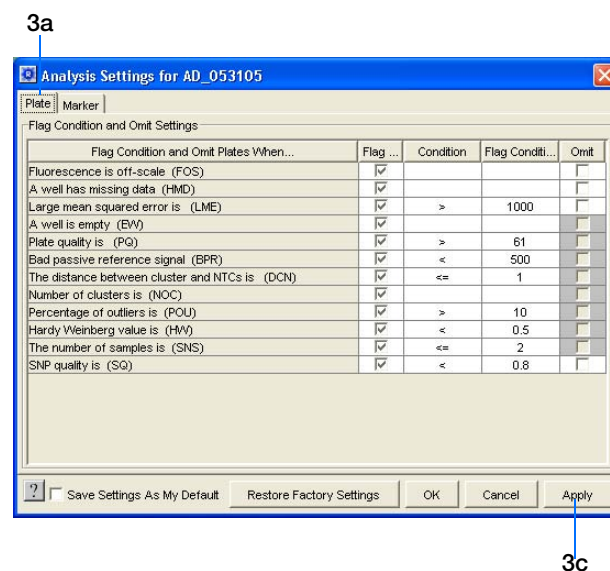 3a
Analysis Settings for AD_053105
Plate Marker
Flag Condition and Omit Settings
Flag Condition and Omit Plates When... Flag ... Condition Flag Conditi... Omit
Fluorescence is off-scale (FOS)
A well has missing data (HMD)
Large mean squared error is (LME) > 1000
A well is empty (EW)
Plate quality is (PQ) > 61
Bad passive reference signal (BPR) < 500
The distance between cluster and NTCs is (DCN) <= 1
Number of clusters is (NOC)
Percentage of outliers is (POU) > 10
Hardy Weinberg value is (HW) < 0.5
The number of samples is (SNS) <= 2
SNP quality is (SQ) < 0.8
? Save Settings As My Default Restore Factory Settings OK Cancel Apply
3c